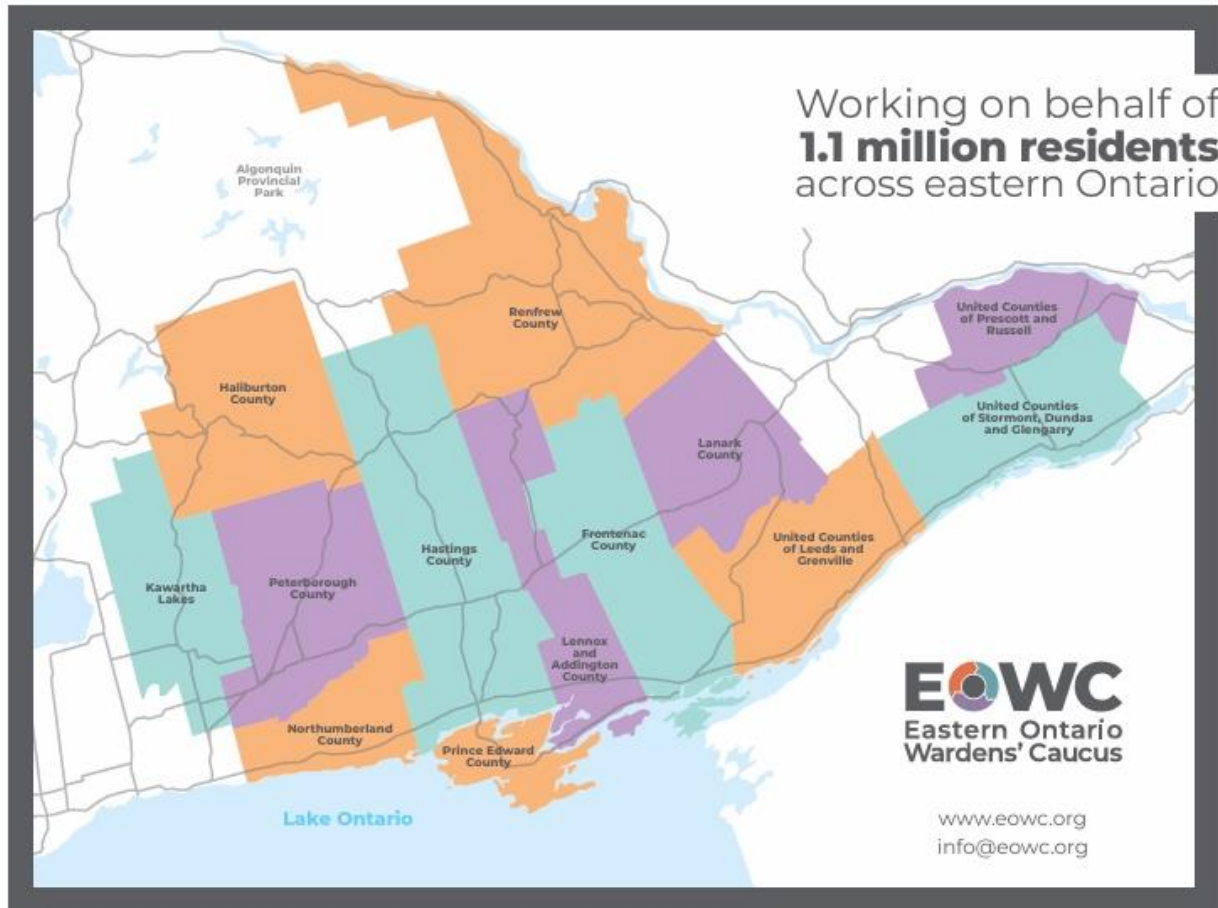 Working on behalf of
1.1 million residents
across eastern Ontario
Algonquin
Provincial
Park
Renfrew
County
United Counties
of Prescott and
Russell
Haliburton
County
United Counties
of Stormont, Dundas
and Glengarry
Lanark
County
Frontenac
County
United Counties
of Leeds and
Grenville
Hastings
County
Peterborough
County
Kawartha
Lakes
Lennox
and
Addington
County
Northumberland
County
Prince Edward
County
Lake Ontario
EOWC
Eastern Ontario
Wardens' Caucus
www.eowc.org
info@eowc.org